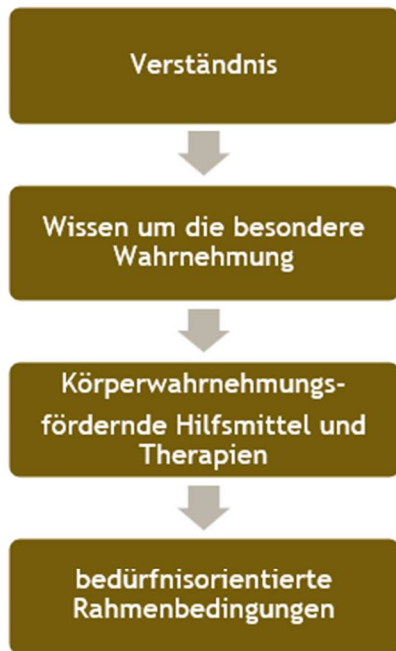 Verständnis
Wissen um die besondere
Wahrnehmung
Körperwahrnehmungs-
fördernde Hilfsmittel und
Therapien
bedürfnisorientierte
Rahmenbedingungen